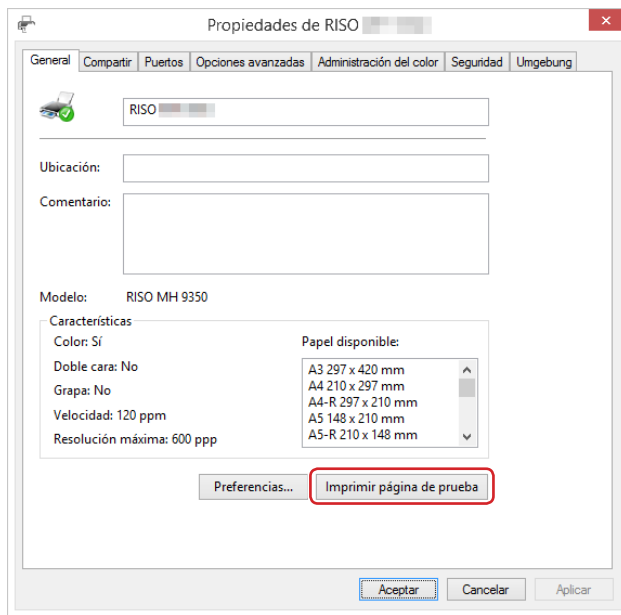 Propiedades de RISO
General Compartir Puertos Opciones avanzadas Administración del color Seguridad Umgebung
RISO
Ubicación:
Comentario:
Modelo: RISO MH 9350
Características
Color: Sí
Doble cara: No
Grapa: No
Velocidad: 120 ppm
Resolución máxima: 600 ppp
Papel disponible:
A3 297 x 420 mm
A4 210 x 297 mm
A4-R 297 x 210 mm
A5 148 x 210 mm
A5-R 210 x 148 mm
Preferencias... Imprimir página de prueba
Aceptar Cancelar Aplicar